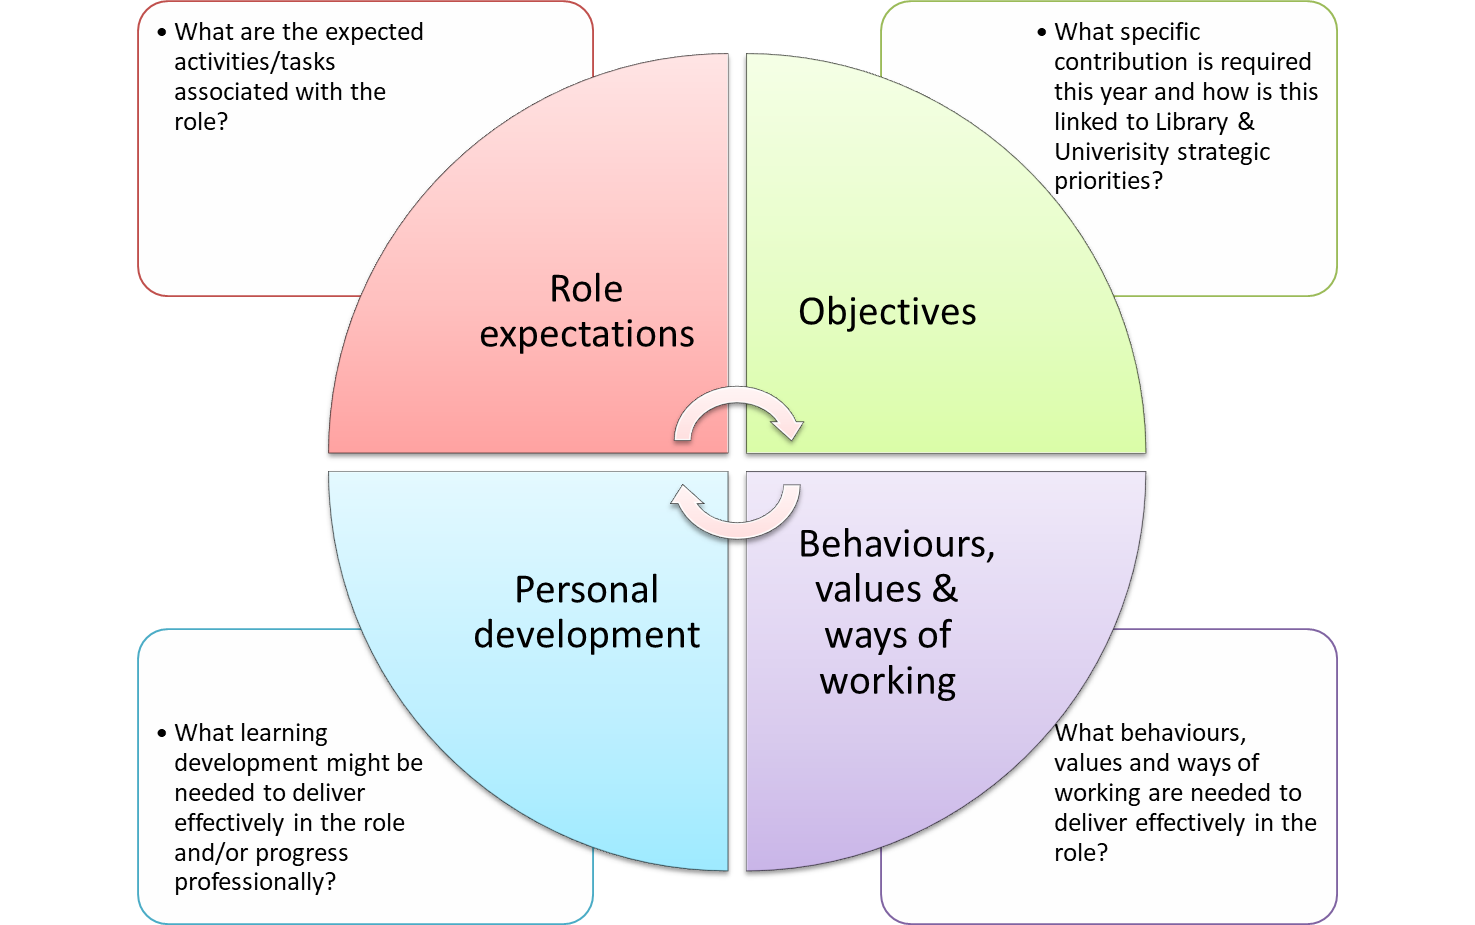 • What are the expected
activities/tasks
associated with the
role?
• What specific
contribution is required
this year and how is this
linked to Library &
Univerisity strategic
priorities?
Role
expectations
Objectives
Personal
development
Behaviours,
values &
ways of
working
• What learning
development might be
needed to deliver
effectively in the role
and/or progress
professionally?
What behaviours,
values and ways of
working are needed to
deliver effectively in the
role?